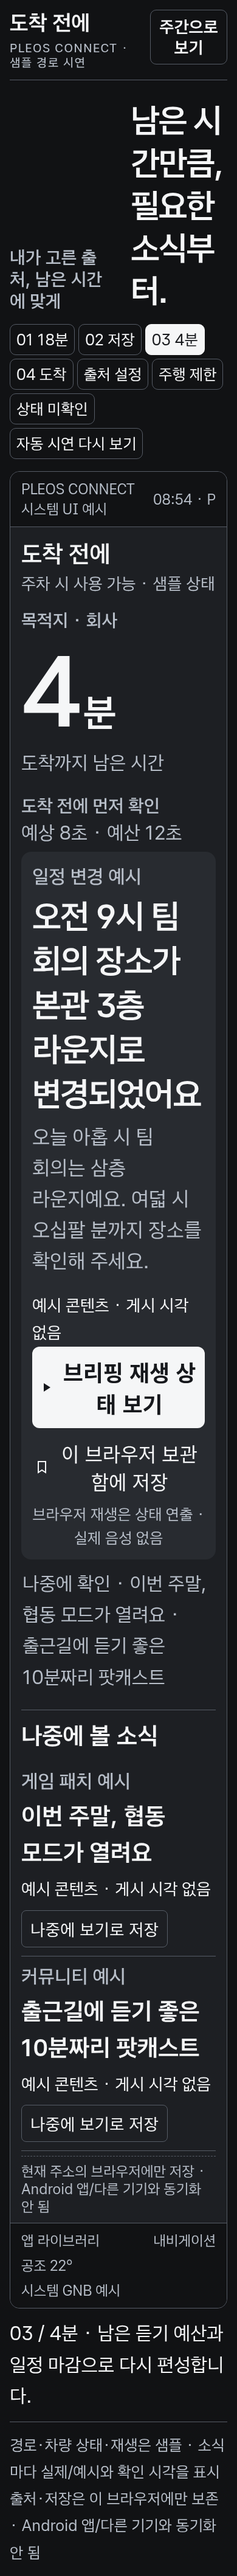 도착 전에
PLEOS CONNECT ·
샘플 경로 시연
주간으로
보기
내가 고른 출
처, 남은 시간
에 맞게
남은 시
간만큼,
필요한
소식부
터.
01 18분
02 저장
03 4분
04 도착
출처 설정
주행 제한
상태 미확인
자동 시연 다시 보기
PLEOS CONNECT
시스템 UI 예시
08:54 · P
도착 전에
주차 시 사용 가능 · 샘플 상태
목적지 · 회사
4분
도착까지 남은 시간
도착 전에 먼저 확인
예상 8초 · 예산 12초
일정 변경 예시
오전 9시 팀
회의 장소가
본관 3층
라운지로
변경되었어요
오늘 아홉 시 팀
회의는 삼층
라운지예요. 여덟 시
오십팔 분까지 장소를
확인해 주세요.
예시 콘텐츠 · 게시 시각
없음
브리핑 재생 상
태 보기
이 브라우저 보관
함에 저장
브라우저 재생은 상태 연출 ·
실제 음성 없음
나중에 확인 · 이번 주말,
협동 모드가 열려요 ·
출근길에 듣기 좋은
10분짜리 팟캐스트
나중에 볼 소식
게임 패치 예시
이번 주말, 협동
모드가 열려요
예시 콘텐츠 · 게시 시각 없음
나중에 보기로 저장
커뮤니티 예시
출근길에 듣기 좋은
10분짜리 팟캐스트
예시 콘텐츠 · 게시 시각 없음
나중에 보기로 저장
현재 주소의 브라우저에만 저장 ·
Android 앱/다른 기기와 동기화
안 됨
앱 라이브러리
내비게이션
공조 22°
시스템 GNB 예시
03 / 4분 · 남은 듣기 예산과
일정 마감으로 다시 편성합니
다.
경로·차량 상태·재생은 샘플 · 소식
마다 실제/예시와 확인 시각을 표시
출처·저장은 이 브라우저에만 보존
· Android 앱/다른 기기와 동기화
안 됨